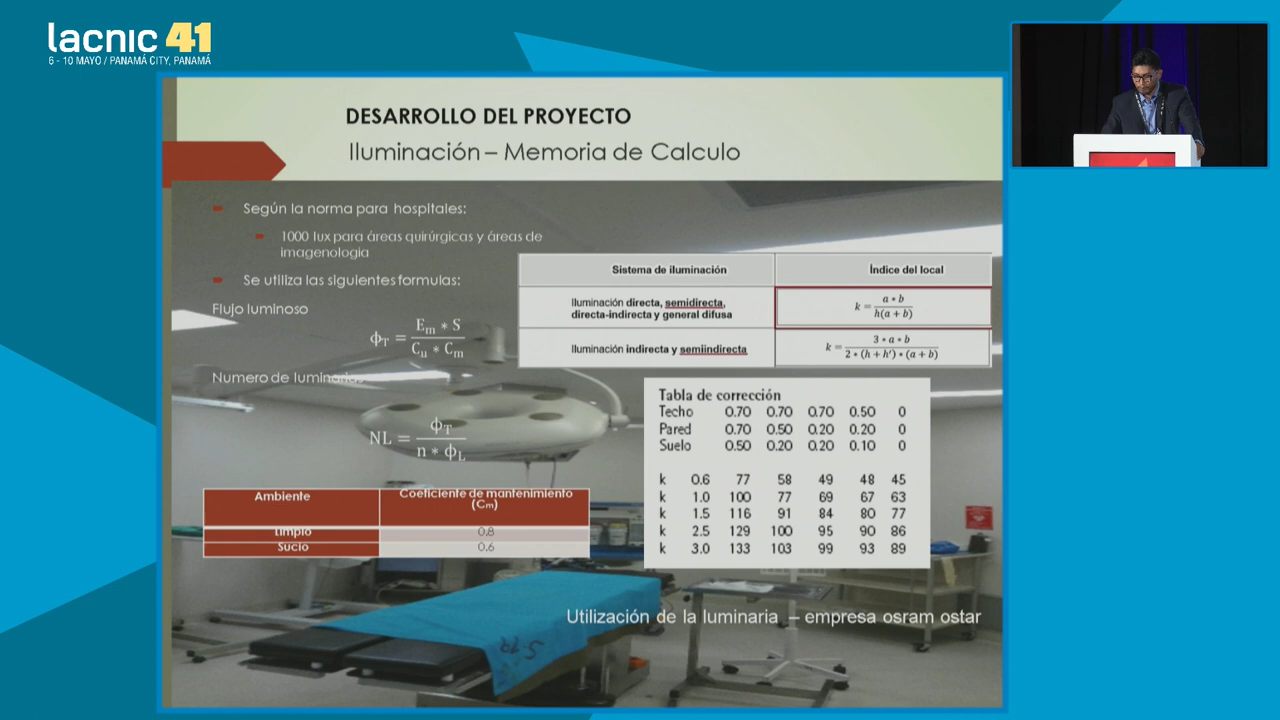 lacnic 41
6 - 10 MAYO / PANAMÁ CITY, PANAMÁ
DESARROLLO DEL PROYECTO
Iluminación – Memoria de Calculo
Según la norma para hospitales:
1000 lux para áreas quirúrgicas y áreas de
imagenologia
Se utiliza las siguientes formulas:
Flujo luminoso
ϕT = Em ∗ S / Cu ∗ Cm
Numero de luminarias
NL = ϕT / n ∗ ϕL
Sistema de iluminación Índice del local
Iluminación directa, semidirecta,
directa-indirecta y general difusa
k = a ∗ b / h(a + b)
Iluminación indirecta y semiindirecta
k = 3 ∗ a ∗ b / 2 ∗ (h + h′) ∗ (a + b)
Tabla de corrección
Techo 0.70 0.70 0.70 0.50 0
Pared 0.70 0.50 0.20 0.20 0
Suelo 0.50 0.20 0.20 0.10 0
k 0.6 77 58 49 48 45
k 1.0 100 77 69 67 63
k 1.5 116 91 84 80 77
k 2.5 129 100 95 90 86
k 3.0 133 103 99 93 89
Ambiente Coeficiente de mantenimiento
(Cm)
Limpio 0.8
Sucio 0.6
Utilización de la luminaria – empresa osram ostar